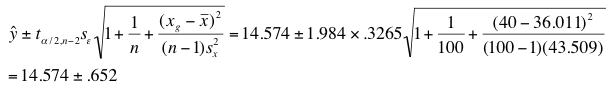 ŷ ± t_{α/2,n−2} s_ε √(1 + 1/n + (x_g − x̄)²/((n−1)s_x²)) = 14.574 ± 1.984 × .3265 √(1 + 1/100 + (40 − 36.011)²/((100 − 1)(43.509)))
= 14.574 ± .652